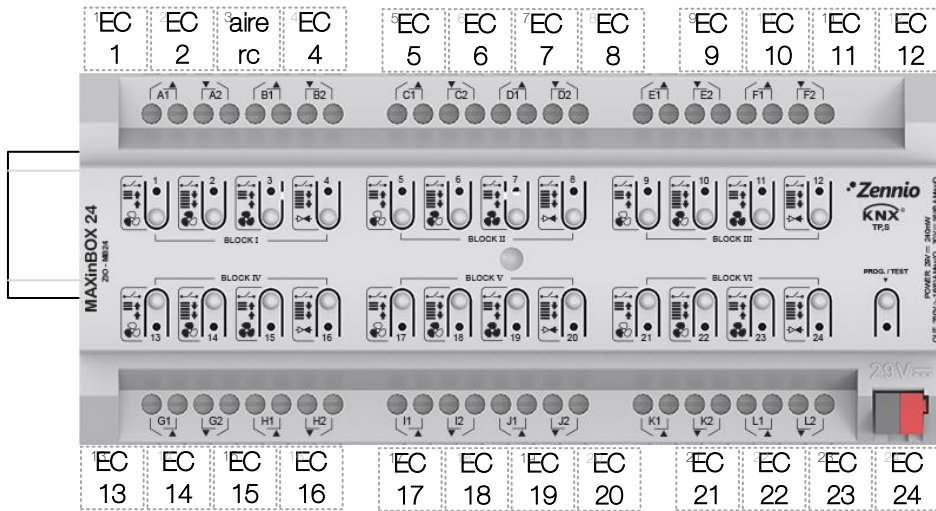 EC EC aire EC EC EC EC EC EC EC EC EC
1 2 rc 4 5 6 7 8 9 10 11 12
A1 A2 B1 B2 C1 C2 D1 D2 E1 E2 F1 F2
1 2 3 4 5 6 7 8 9 10 11 12
Zennio
KNX®
TP,S
BLOCK I BLOCK II BLOCK III
MAXinBOX 24
ZIO-MB24
BLOCK IV BLOCK V BLOCK VI
PROG. / TEST
13 14 15 16 17 18 19 20 21 22 23 24
29V
G1 G2 H1 H2 I1 I2 J1 J2 K1 K2 L1 L2
EC EC EC EC EC EC EC EC EC EC EC EC
13 14 15 16 17 18 19 20 21 22 23 24